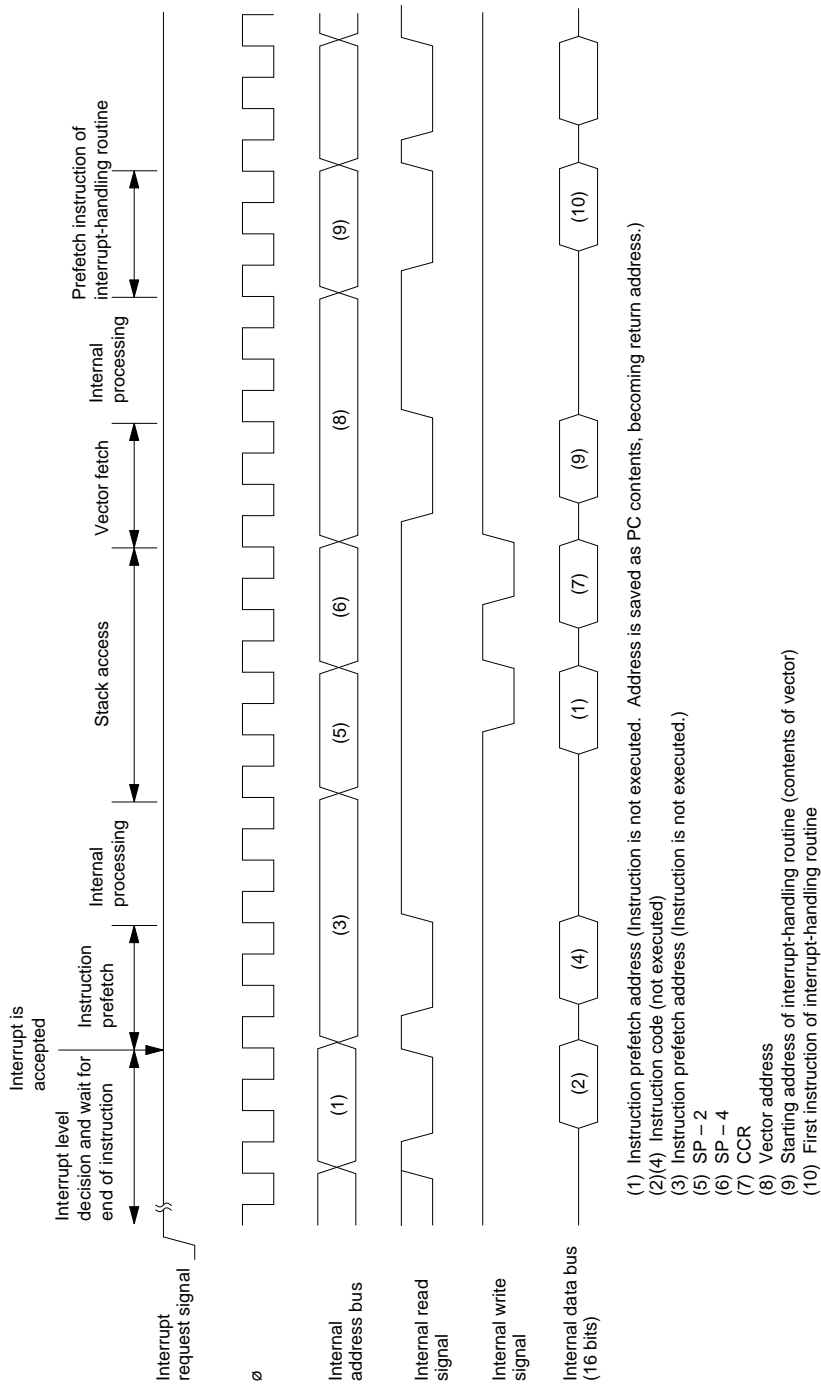 Interrupt is
accepted
Interrupt level
decision and wait for
end of instruction
Instruction
prefetch
Internal
processing
Stack access
Vector fetch
Internal
processing
Prefetch instruction of
interrupt-handling routine
Interrupt
request signal
ø
Internal
address bus
(1)
(3)
(5)
(6)
(8)
(9)
Internal read
signal
Internal write
signal
Internal data bus
(16 bits)
(2)
(4)
(1)
(7)
(9)
(10)
(1) Instruction prefetch address (Instruction is not executed. Address is saved as PC contents, becoming return address.)
(2)(4) Instruction code (not executed)
(3) Instruction prefetch address (Instruction is not executed.)
(5) SP – 2
(6) SP – 4
(7) CCR
(8) Vector address
(9) Starting address of interrupt-handling routine (contents of vector)
(10) First instruction of interrupt-handling routine